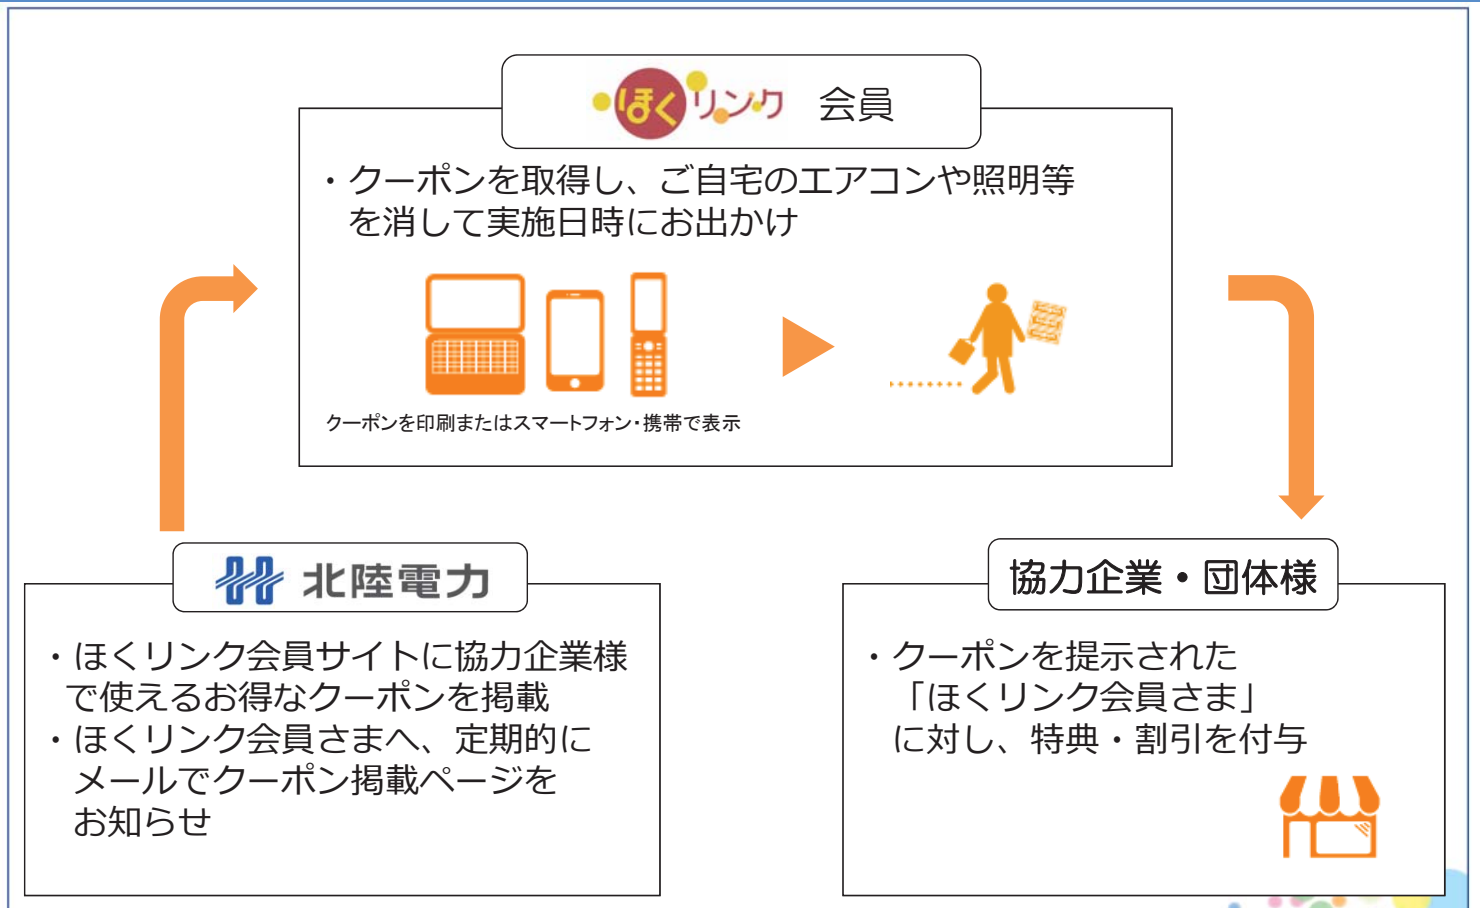 ほくリンク 会員
・クーポンを取得し、ご自宅のエアコンや照明等
を消して実施日時にお出かけ
クーポンを印刷またはスマートフォン・携帯で表示
北陸電力
・ほくリンク会員サイトに協力企業様
で使えるお得なクーポンを掲載
・ほくリンク会員さまへ、定期的に
メールでクーポン掲載ページを
お知らせ
協力企業・団体様
・クーポンを提示された
「ほくリンク会員さま」
に対し、特典・割引を付与